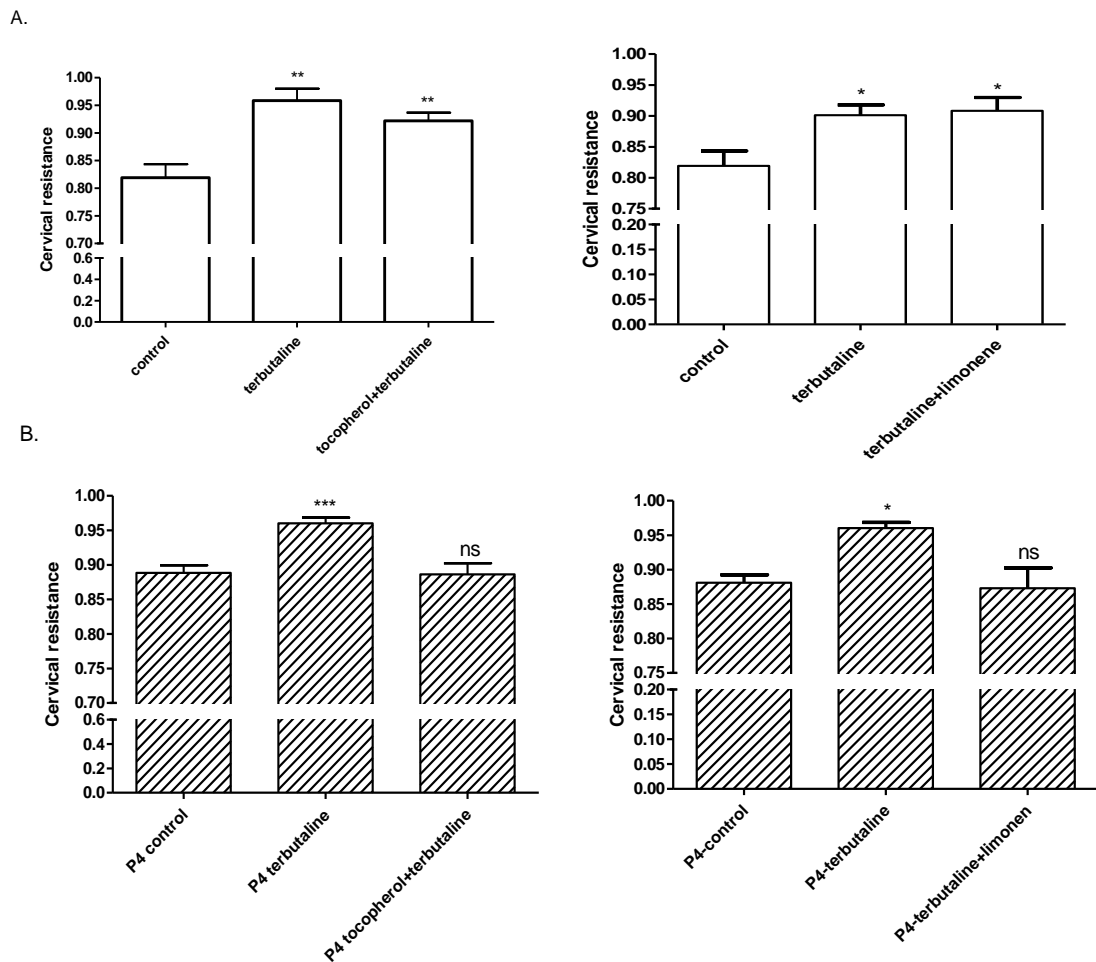 A.
Cervical resistance
1.00
0.95
0.90
0.85
0.80
0.75
0.70
0.6
0.4
0.2
0.0
**
**
control
terbutaline
tocopherol+terbutaline
Cervical resistance
1.00
0.95
0.90
0.85
0.80
0.75
0.20
0.15
0.10
0.05
0.00
*
*
control
terbutaline
terbutaline+limonene
B.
Cervical resistance
1.00
0.95
0.90
0.85
0.80
0.75
0.70
0.6
0.4
0.2
0.0
***
ns
P4 control
P4 terbutaline
P4 tocopherol+terbutaline
Cervical resistance
1.00
0.95
0.90
0.85
0.80
0.75
0.20
0.15
0.10
0.05
0.00
*
ns
P4-control
P4-terbutaline
P4-terbutaline+limonen